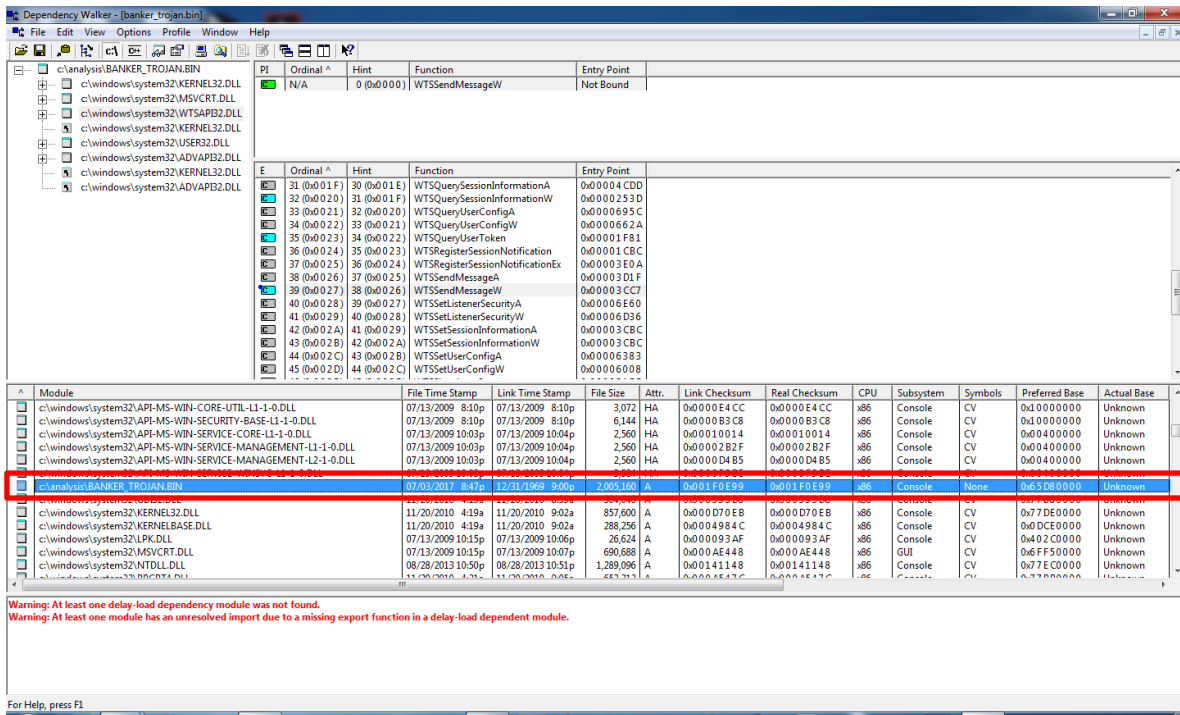 Dependency Walker - [banker_trojan.bin]
File Edit View Options Profile Window Help
c:\analysis\BANKER_TROJAN.BIN
c:\windows\system32\KERNEL32.DLL
c:\windows\system32\MSVCRT.DLL
c:\windows\system32\WTSAPI32.DLL
c:\windows\system32\KERNEL32.DLL
c:\windows\system32\USER32.DLL
c:\windows\system32\ADVAPI32.DLL
c:\windows\system32\KERNEL32.DLL
c:\windows\system32\ADVAPI32.DLL
PI Ordinal ^ Hint Function Entry Point
C N/A 0 (0x0000) WTSSendMessageW Not Bound
E Ordinal ^ Hint Function Entry Point
C 31 (0x001F) 30 (0x001E) WTSQuerySessionInformationA 0x00004CDD
C 32 (0x0020) 31 (0x001F) WTSQuerySessionInformationW 0x0000253D
C 33 (0x0021) 32 (0x0020) WTSQueryUserConfigA 0x0000695C
C 34 (0x0022) 33 (0x0021) WTSQueryUserConfigW 0x0000662A
C 35 (0x0023) 34 (0x0022) WTSQueryUserToken 0x00001F81
C 36 (0x0024) 35 (0x0023) WTSRegisterSessionNotification 0x00001CBC
C 37 (0x0025) 36 (0x0024) WTSRegisterSessionNotificationEx 0x00003E0A
C 38 (0x0026) 37 (0x0025) WTSSendMessageA 0x00003D1F
C 39 (0x0027) 38 (0x0026) WTSSendMessageW 0x00003CC7
C 40 (0x0028) 39 (0x0027) WTSSetListenerSecurityA 0x00006E60
C 41 (0x0029) 40 (0x0028) WTSSetListenerSecurityW 0x00006D36
C 42 (0x002A) 41 (0x0029) WTSSetSessionInformationA 0x00003CBC
C 43 (0x002B) 42 (0x002A) WTSSetSessionInformationW 0x00003CBC
C 44 (0x002C) 43 (0x002B) WTSSetUserConfigA 0x00006383
C 45 (0x002D) 44 (0x002C) WTSSetUserConfigW 0x00006008
^ Module File Time Stamp Link Time Stamp File Size Attr. Link Checksum Real Checksum CPU Subsystem Symbols Preferred Base Actual Base
c:\windows\system32\API-MS-WIN-CORE-UTIL-L1-1-0.DLL 07/13/2009 8:10p 07/13/2009 8:10p 3,072 HA 0x0000E4CC 0x0000E4CC x86 Console CV 0x10000000 Unknown
c:\windows\system32\API-MS-WIN-SECURITY-BASE-L1-1-0.DLL 07/13/2009 8:10p 07/13/2009 8:10p 6,144 HA 0x0000B3C8 0x0000B3C8 x86 Console CV 0x10000000 Unknown
c:\windows\system32\API-MS-WIN-SERVICE-CORE-L1-1-0.DLL 07/13/2009 10:03p 07/13/2009 10:04p 2,560 HA 0x00010014 0x00010014 x86 Console CV 0x00400000 Unknown
c:\windows\system32\API-MS-WIN-SERVICE-MANAGEMENT-L1-1-0.DLL 07/13/2009 10:03p 07/13/2009 10:04p 2,560 HA 0x00002B2F 0x00002B2F x86 Console CV 0x00400000 Unknown
c:\windows\system32\API-MS-WIN-SERVICE-MANAGEMENT-L2-1-0.DLL 07/13/2009 10:03p 07/13/2009 10:04p 2,560 HA 0x0000D4B5 0x0000D4B5 x86 Console CV 0x00400000 Unknown
c:\analysis\BANKER_TROJAN.BIN 07/03/2017 8:47p 12/31/1969 9:00p 2,005,160 A 0x001F0E99 0x001F0E99 x86 Console None 0x65D80000 Unknown
c:\windows\system32\KERNEL32.DLL 11/20/2010 4:19a 11/20/2010 9:02a 857,600 A 0x000D70EB 0x000D70EB x86 Console CV 0x77DE0000 Unknown
c:\windows\system32\KERNELBASE.DLL 11/20/2010 4:19a 11/20/2010 9:02a 288,256 A 0x0004984C 0x0004984C x86 Console CV 0x0DCE0000 Unknown
c:\windows\system32\LPK.DLL 07/13/2009 10:15p 07/13/2009 10:06p 26,624 A 0x000093AF 0x000093AF x86 Console CV 0x402C0000 Unknown
c:\windows\system32\MSVCRT.DLL 07/13/2009 10:15p 07/13/2009 10:07p 690,688 A 0x000AE448 0x000AE448 x86 GUI CV 0x6FF50000 Unknown
c:\windows\system32\NTDLL.DLL 08/28/2013 10:50p 08/28/2013 10:51p 1,289,096 A 0x00141148 0x00141148 x86 Console CV 0x77EC0000 Unknown
Warning: At least one delay-load dependency module was not found.
Warning: At least one module has an unresolved import due to a missing export function in a delay-load dependent module.
For Help, press F1